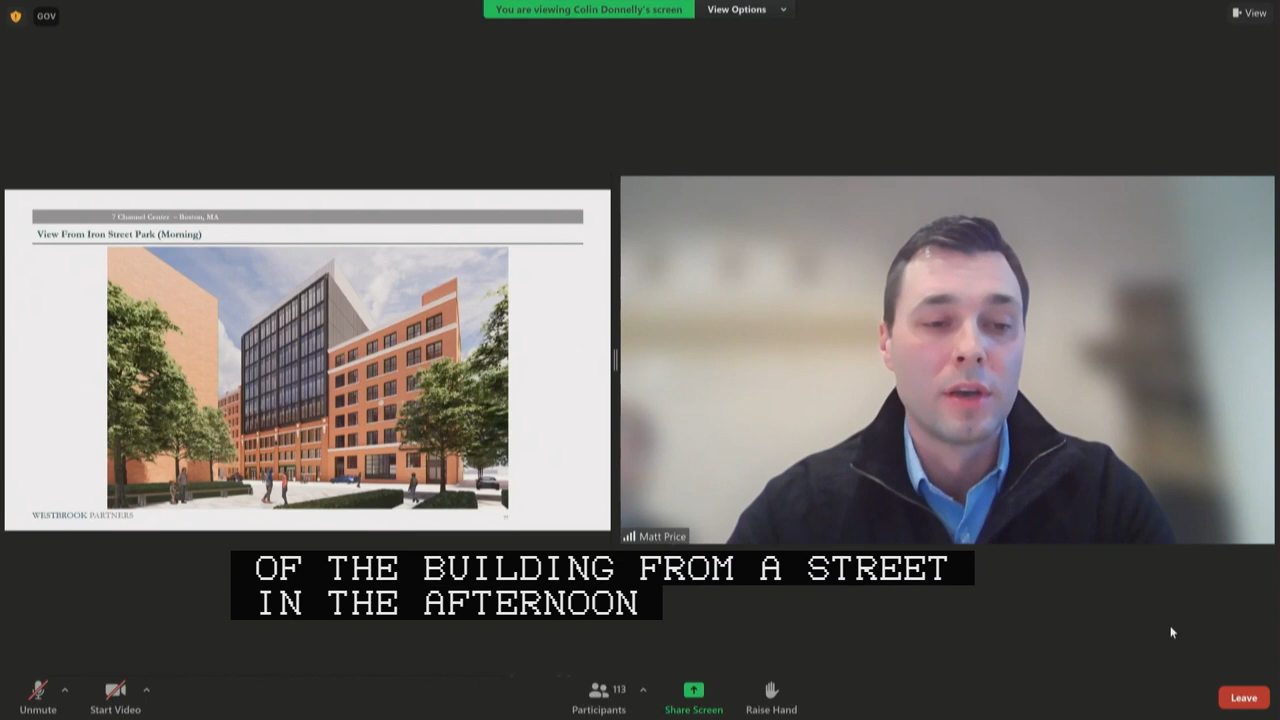 GOV
You are viewing Colin Donnelly's screen
View Options
View
7 Channel Center – Boston, MA
View From Iron Street Park (Morning)
WESTBROOK PARTNERS
Matt Price
OF THE BUILDING FROM A STREET
IN THE AFTERNOON
Unmute
Start Video
113
Participants
Share Screen
Raise Hand
Leave